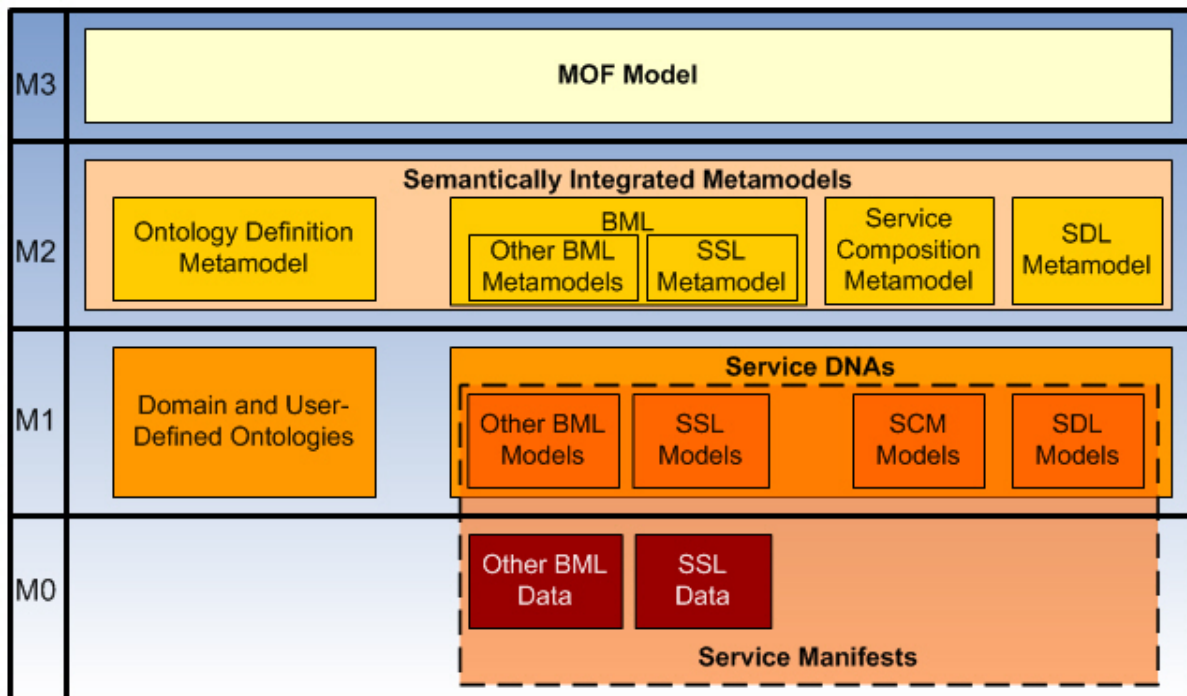 M3
MOF Model
M2
Semantically Integrated Metamodels
Ontology Definition
Metamodel
BML
Other BML
Metamodels
SSL
Metamodel
Service
Composition
Metamodel
SDL
Metamodel
M1
Domain and User-
Defined Ontologies
Service DNAs
Other BML
Models
SSL
Models
SCM
Models
SDL
Models
M0
Other BML
Data
SSL
Data
Service Manifests